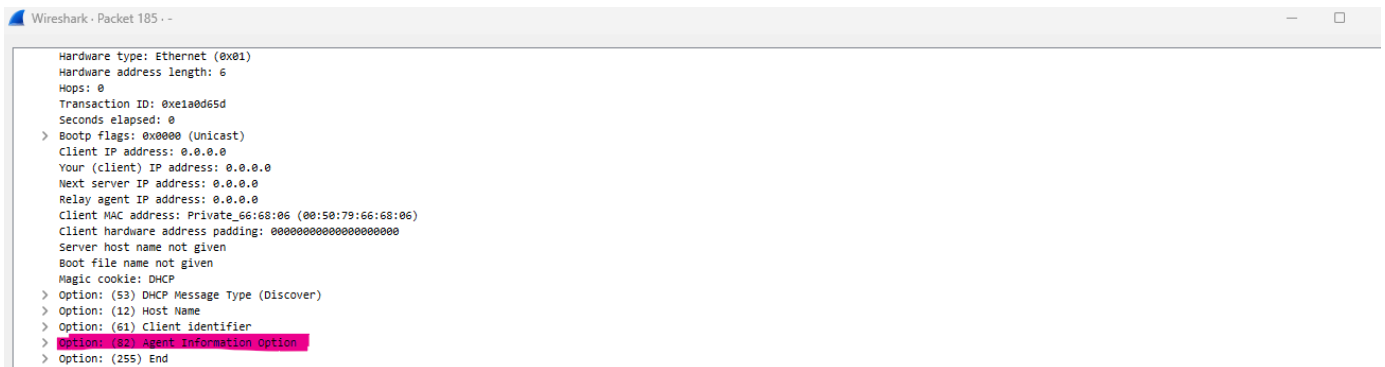 Wireshark · Packet 185 · -
Hardware type: Ethernet (0x01)
Hardware address length: 6
Hops: 0
Transaction ID: 0xe1a0d65d
Seconds elapsed: 0
Bootp flags: 0x0000 (Unicast)
Client IP address: 0.0.0.0
Your (client) IP address: 0.0.0.0
Next server IP address: 0.0.0.0
Relay agent IP address: 0.0.0.0
Client MAC address: Private_66:68:06 (00:50:79:66:68:06)
Client hardware address padding: 00000000000000000000
Server host name not given
Boot file name not given
Magic cookie: DHCP
Option: (53) DHCP Message Type (Discover)
Option: (12) Host Name
Option: (61) Client identifier
Option: (82) Agent Information Option
Option: (255) End